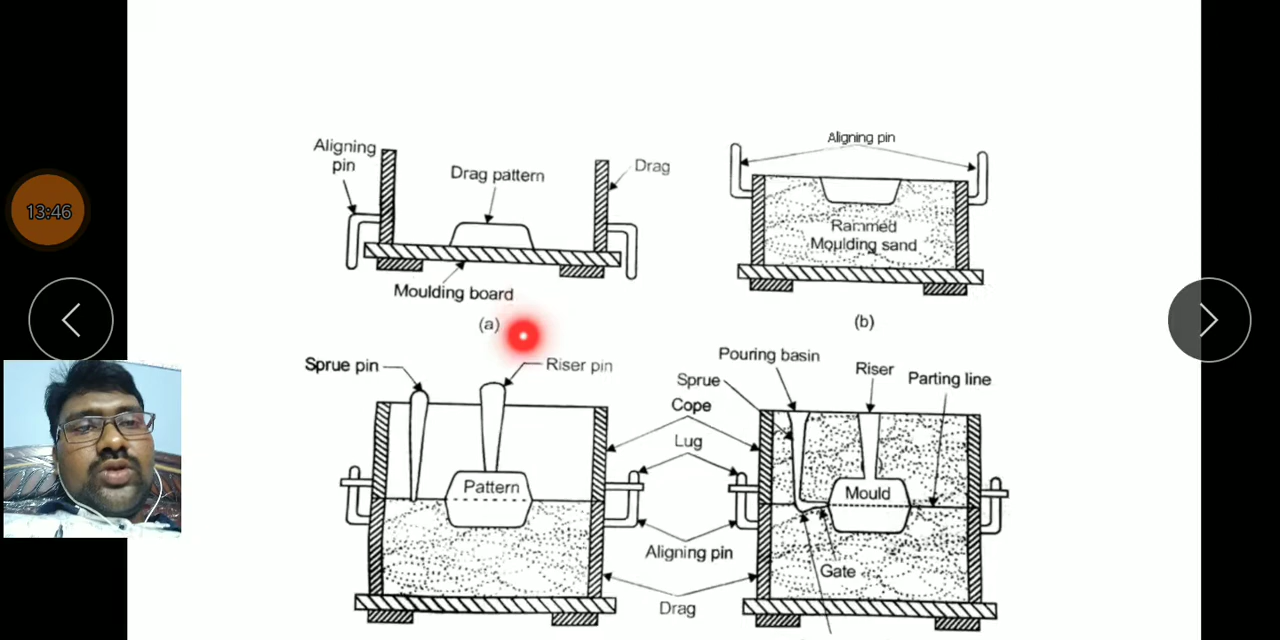 13:46
Aligning
pin
Drag pattern
Drag
Moulding board
(a)
Aligning pin
Rammed
Moulding sand
(b)
Sprue pin
Riser pin
Pattern
Pouring basin
Sprue
Cope
Lug
Riser
Parting line
Mould
Gate
Aligning pin
Drag